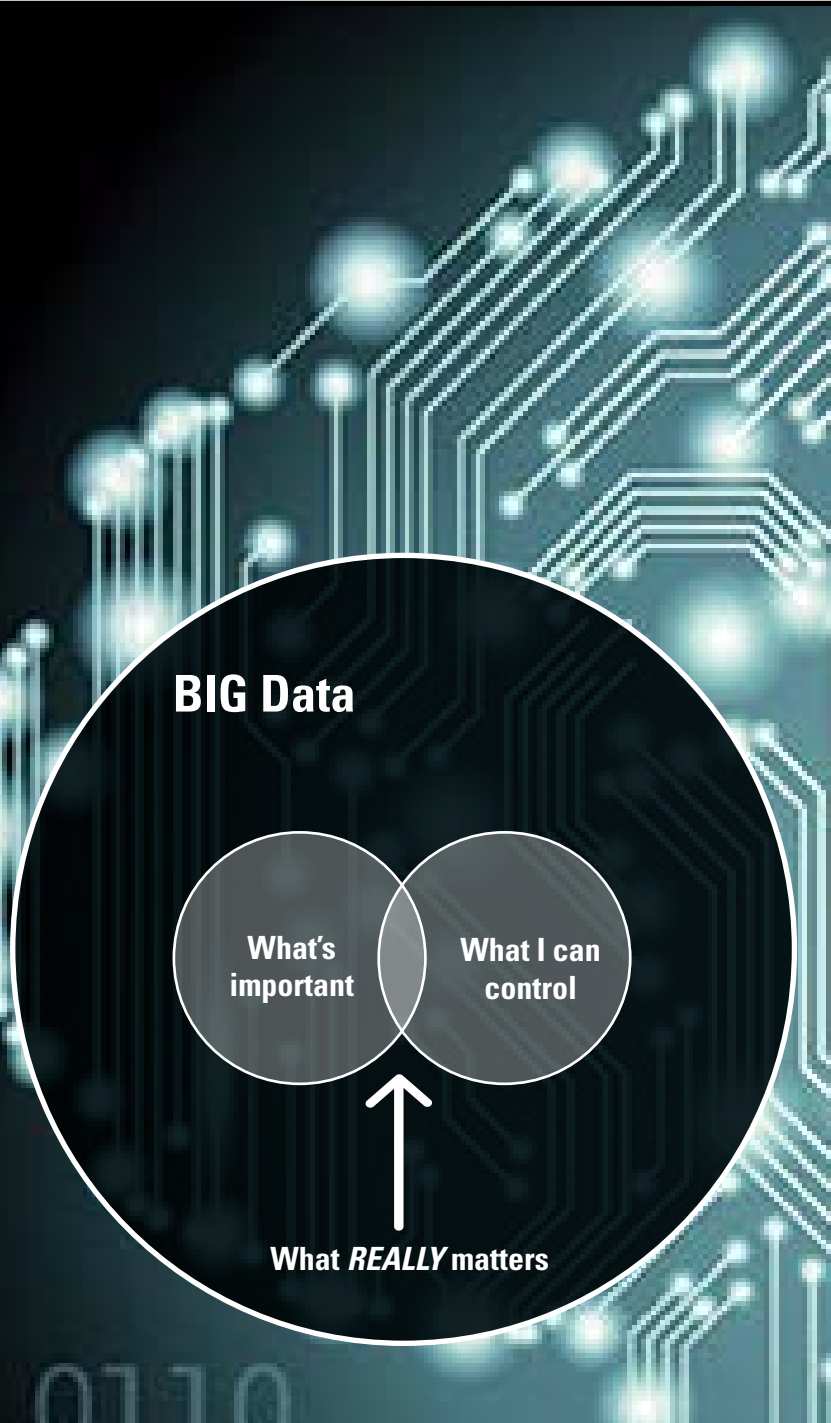 BIG Data
What's
important
What I can
control
What REALLY matters
0110